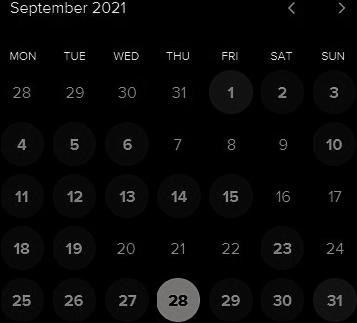 September 2021 < >
MON TUE WED THU FRI SAT SUN
28 29 30 31 1 2 3
4 5 6 7 8 9 10
11 12 13 14 15 16 17
18 19 20 21 22 23 24
25 26 27 28 29 30 31